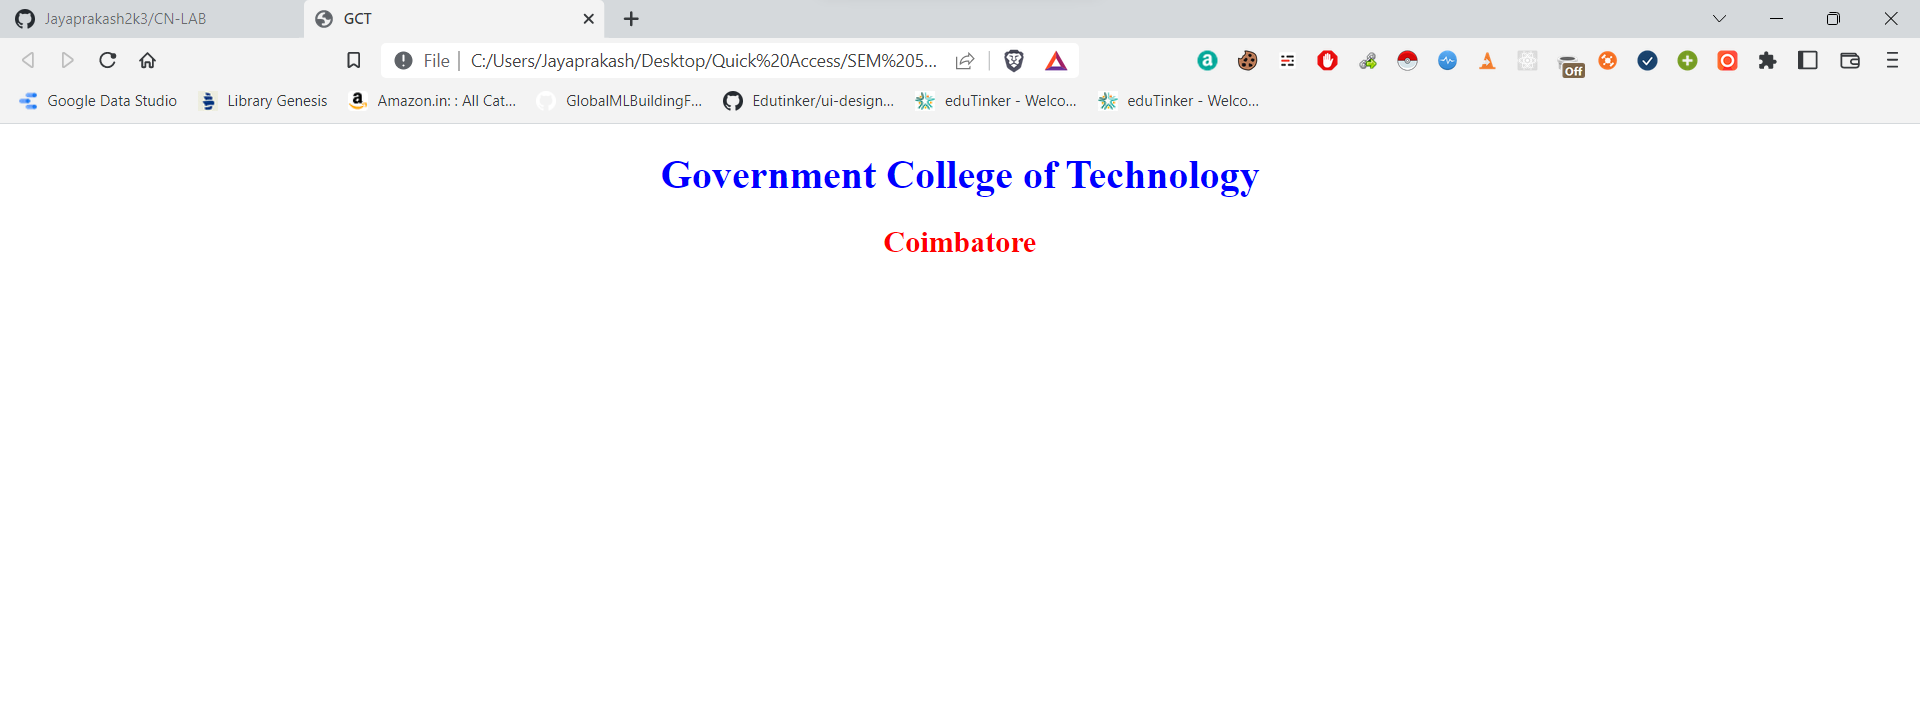 Jayaprakash2k3/CN-LAB
GCT
File | C:/Users/Jayaprakash/Desktop/Quick%20Access/SEM%205...
Off
Google Data Studio
Library Genesis
Amazon.in: : All Cat...
GlobalMLBuildingF...
Edutinker/ui-design...
eduTinker - Welco...
eduTinker - Welco...
Government College of Technology
Coimbatore